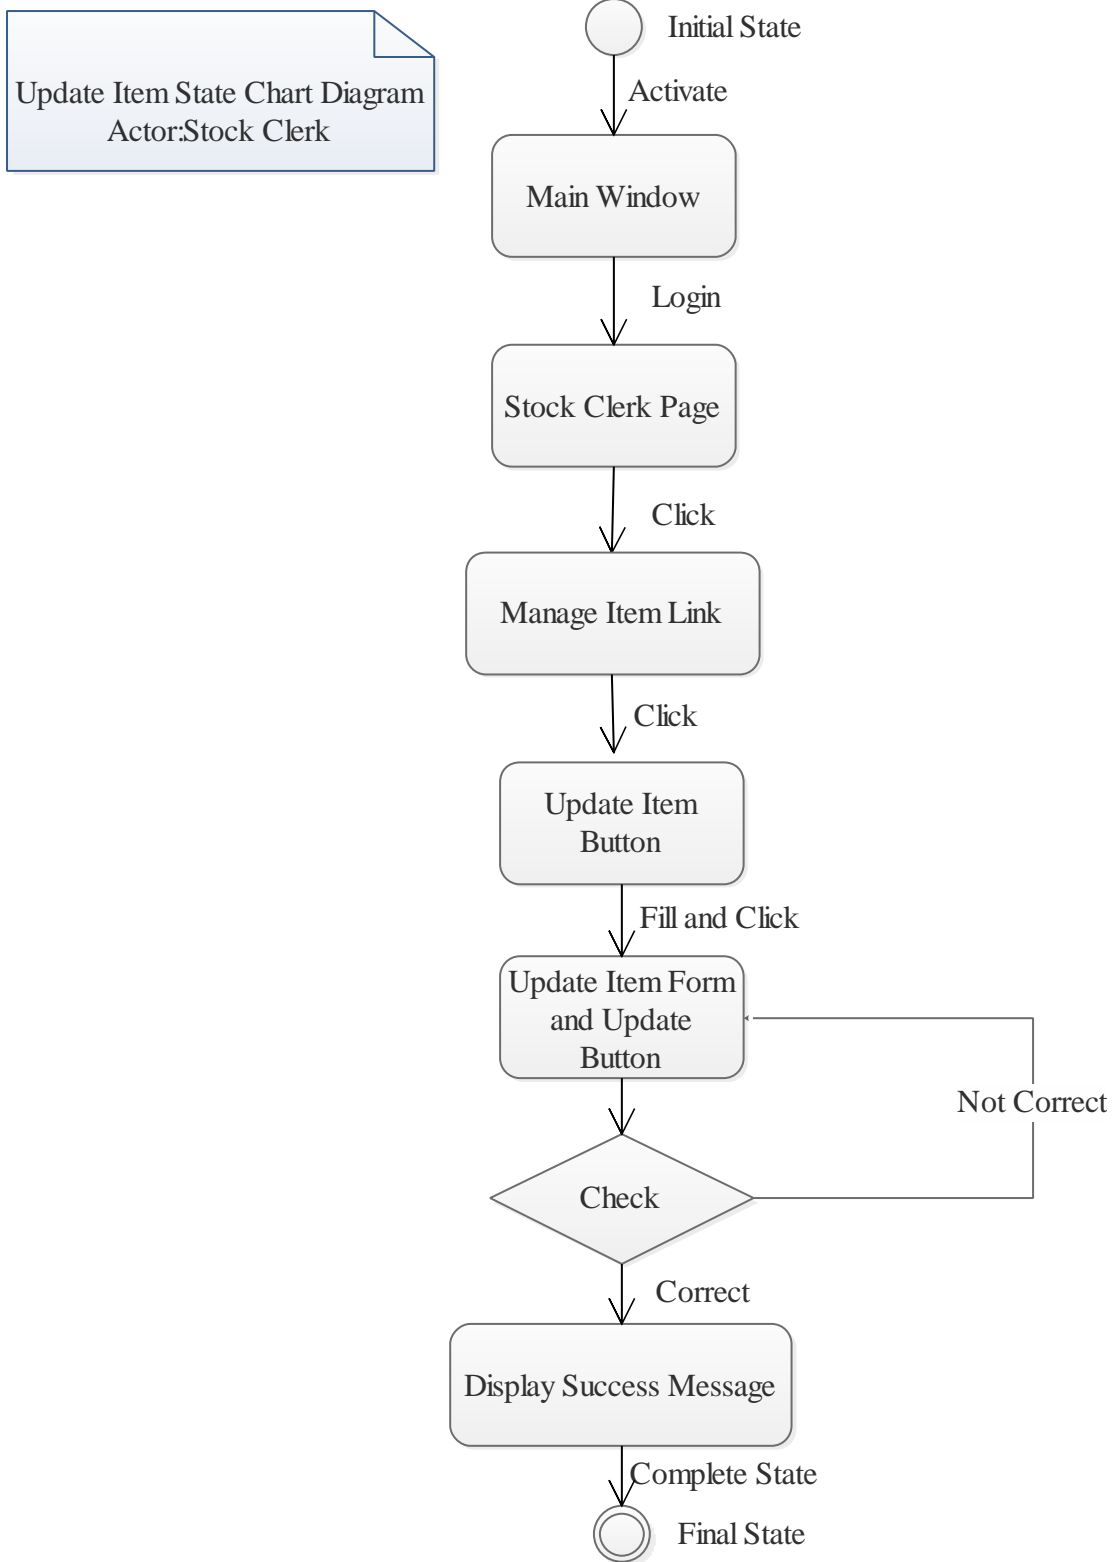 Initial State
Update Item State Chart Diagram
Actor:Stock Clerk
Activate
Main Window
Login
Stock Clerk Page
Click
Manage Item Link
Click
Update Item
Button
Fill and Click
Update Item Form
and Update
Button
Not Correct
Check
Correct
Display Success Message
Complete State
Final State